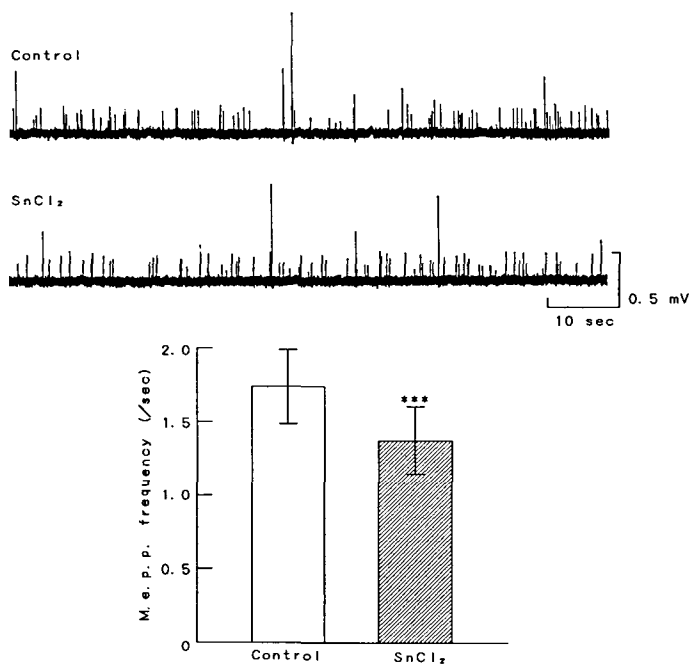 Control
SnCl₂
0.5 mV
10 sec
M.e.p.p. frequency (/sec)
2.0
1.5
1.0
0.5
0
***
Control
SnCl₂